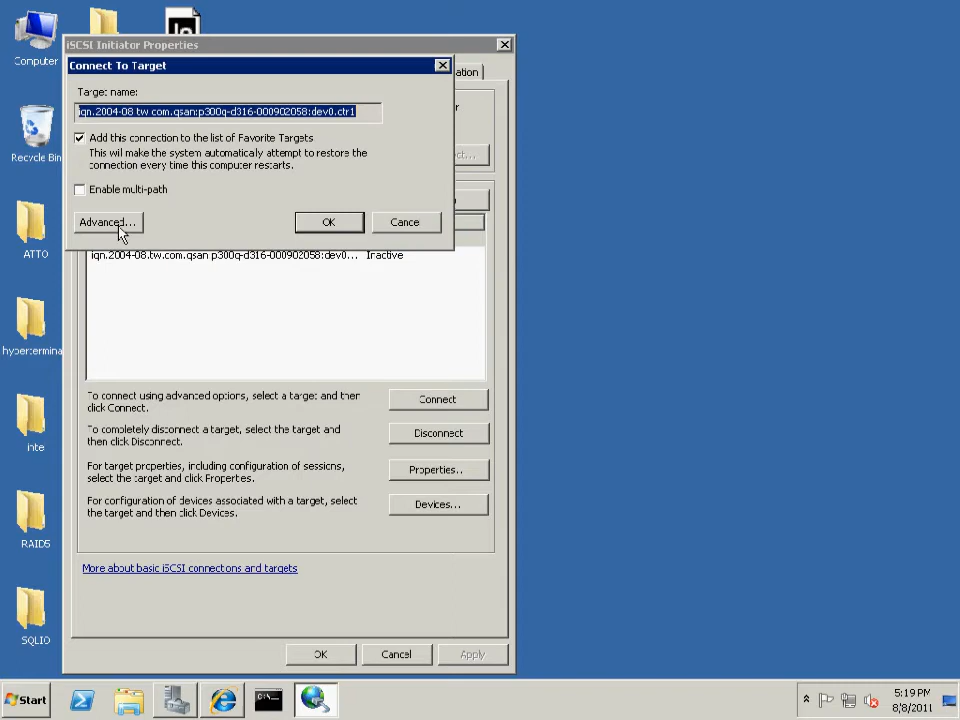 Computer
Recycle Bin
ATTO
hypertermina
inte
RAID5
SQLIO
iSCSI Initiator Properties
Connect To Target
Target name:
iqn.2004-08.tw.com.qsan:p300q-d316-000902058:dev0.ctr1
Add this connection to the list of Favorite Targets
This will make the system automatically attempt to restore the
connection every time this computer restarts.
Enable multi-path
Advanced...
OK
Cance
iqn.2004-08.tw.com.qsan p300q-d316-000902058:dev0... Inactive
To connect using advanced options, select a target and then
click Connect.
Connect
To completely disconnect a target, select the target and
then click Disconnect.
Disconnect
For target properties, including configuration of sessions,
select the target and click Properties.
Properties..
For configuration of devices associated with a target, select
the target and then click Devices.
Devices...
More about basic iSCSI connections and targets
OK
Cancel
Apply
Start
5:19 PM
8/8/2011